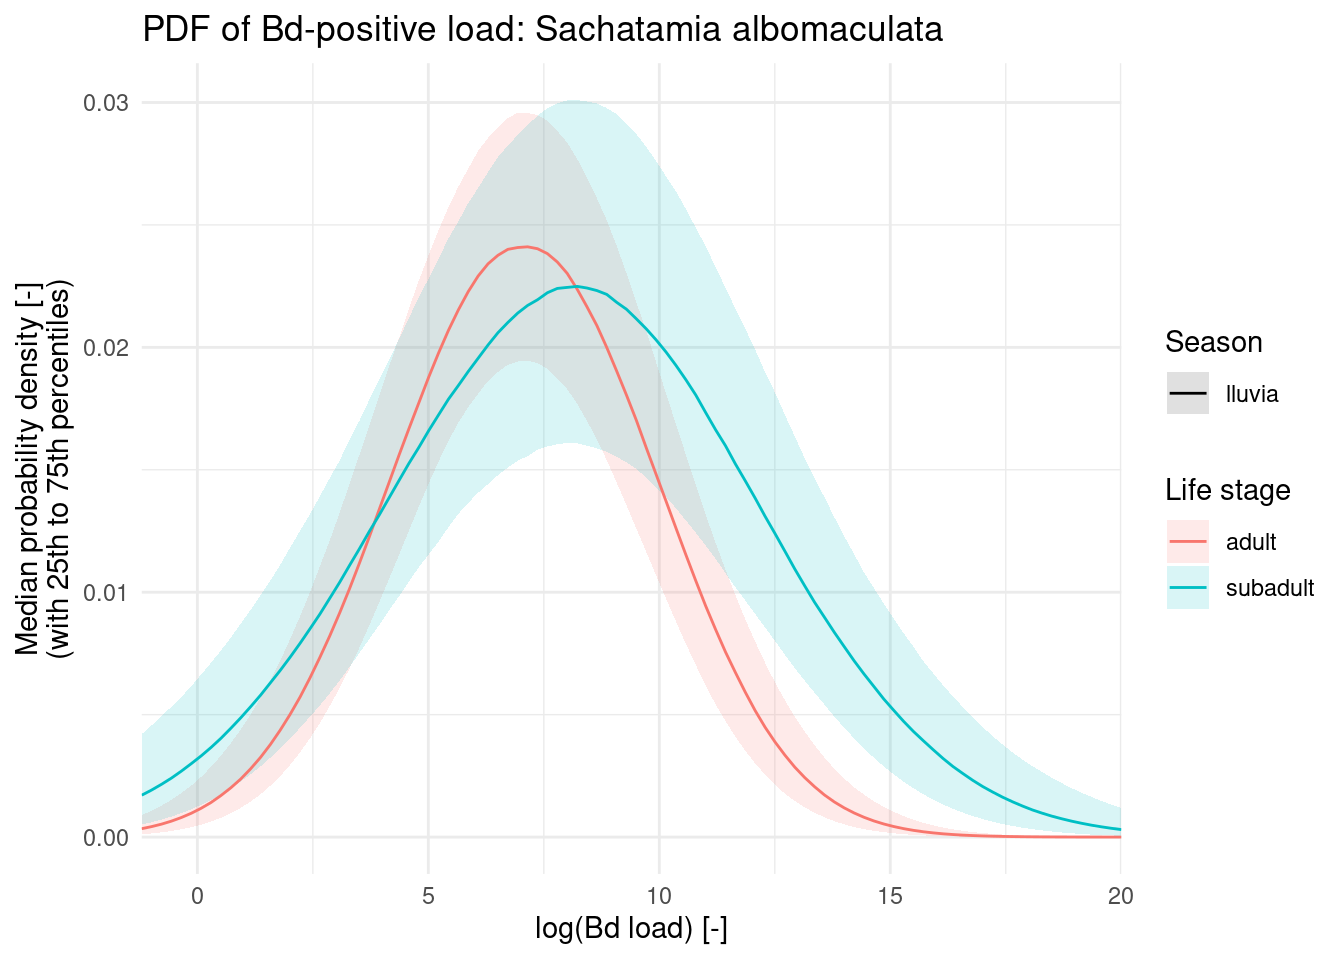 PDF of Bd-positive load: Sachatamia albomaculata
Median probability density [-]
(with 25th to 75th percentiles)
0.03
0.02
0.01
0.00
0
5
10
15
20
log(Bd load) [-]
Season
lluvia
Life stage
adult
subadult